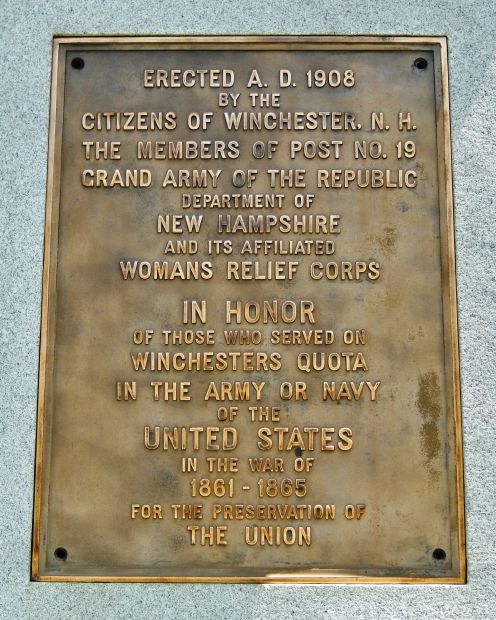 ERECTED A. D. 1908
BY THE
CITIZENS OF WINCHESTER, N. H.
THE MEMBERS OF POST NO. 19
GRAND ARMY OF THE REPUBLIC
DEPARTMENT OF
NEW HAMPSHIRE
AND ITS AFFILIATED
WOMANS RELIEF CORPS
IN HONOR
OF THOSE WHO SERVED ON
WINCHESTERS QUOTA
IN THE ARMY OR NAVY
OF THE
UNITED STATES
IN THE WAR OF
1861 - 1865
FOR THE PRESERVATION OF
THE UNION